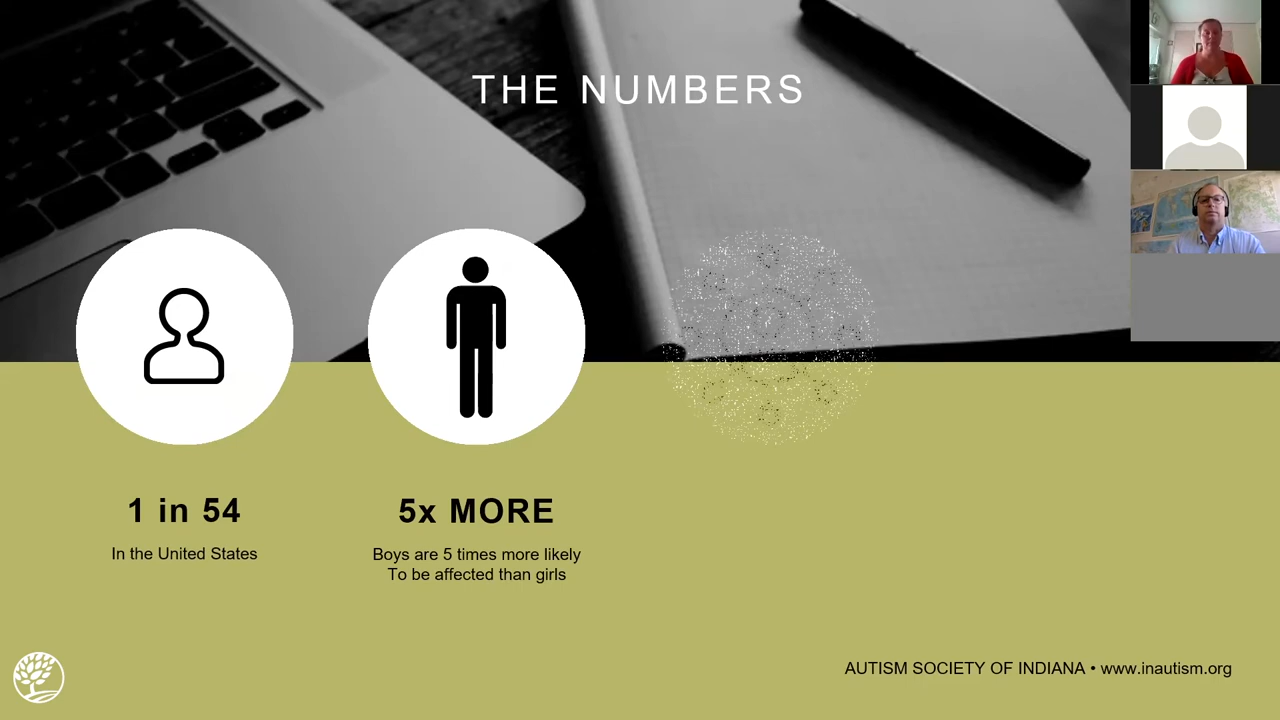 THE NUMBERS
1 in 54
In the United States
5x MORE
Boys are 5 times more likely
To be affected than girls
AUTISM SOCIETY OF INDIANA • www.inautism.org